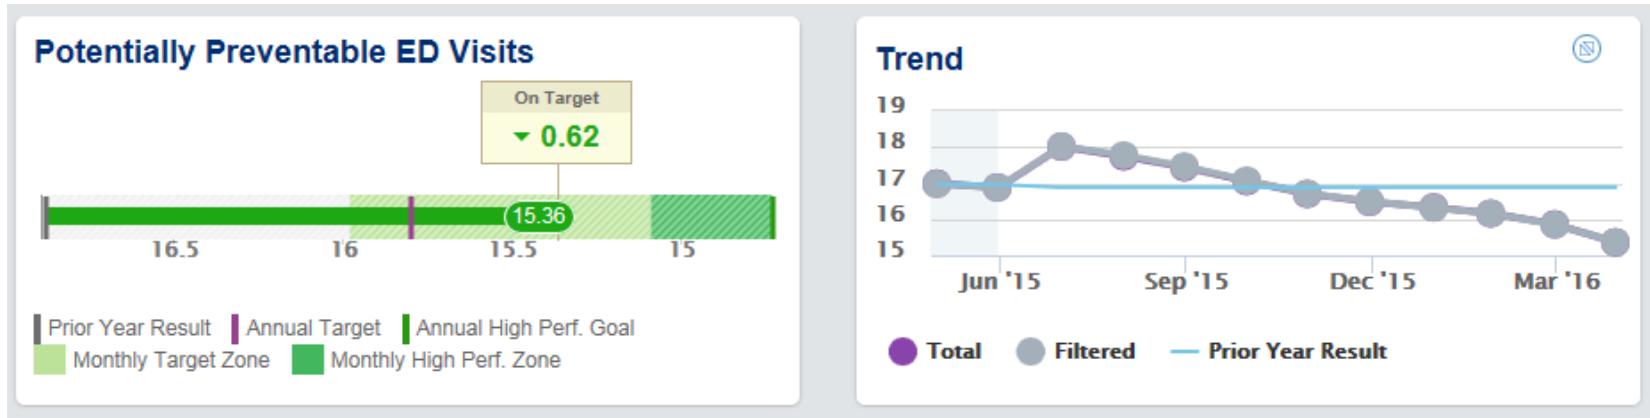 Potentially Preventable ED Visits
On Target
0.62
15.36
16.5 16 15.5 15
Prior Year Result Annual Target Annual High Perf. Goal
Monthly Target Zone Monthly High Perf. Zone
Trend
19
18
17
16
15
Jun '15 Sep '15 Dec '15 Mar '16
Total Filtered Prior Year Result